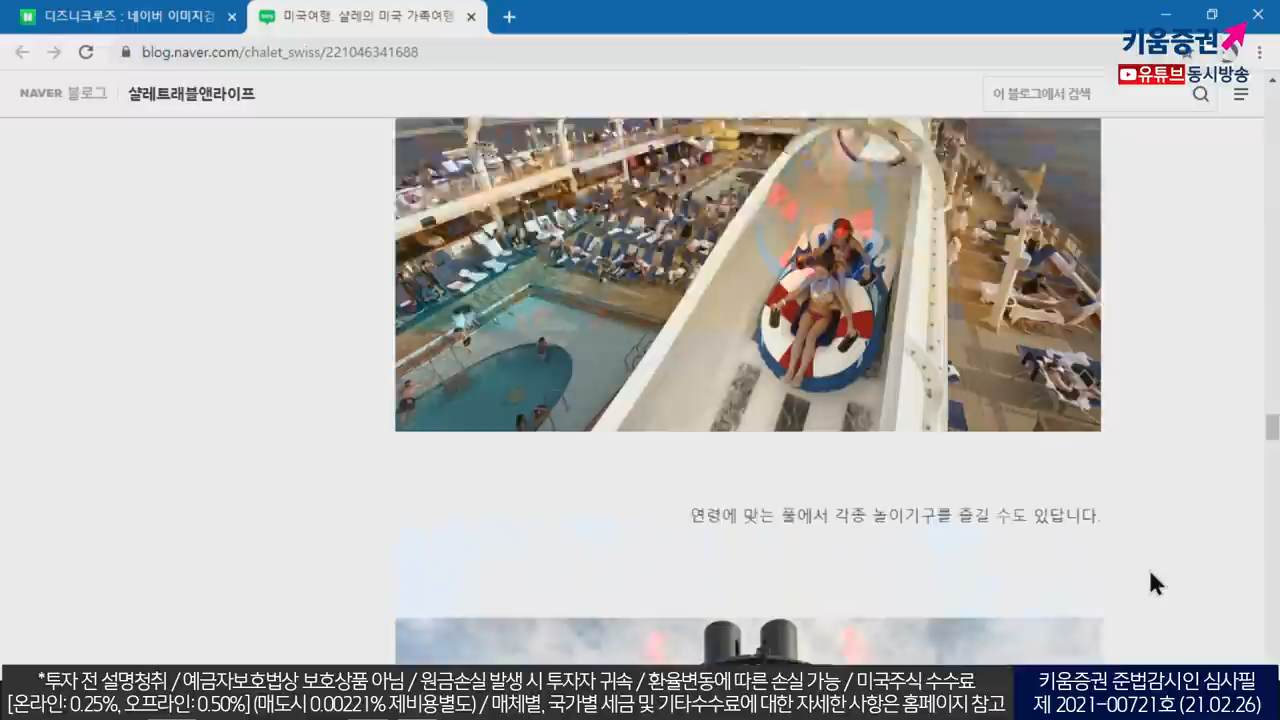 디즈니크루즈 : 네이버 이미지검
미국여행. 샬레의 미국 가족여행
blog.naver.com/chalet_swiss/221046341688
키움증권
유튜브동시방송
NAVER 블로그
샬레트래블앤라이프
이 블로그에서 검색
연령에 맞는 풀에서 각종 놀이기구를 즐길 수도 있답니다.
*투자 전 설명청취 / 예금자보호법상 보호상품 아님 / 원금손실 발생 시 투자자 귀속 / 환율변동에 따른 손실 가능 / 미국주식 수수료
[온라인: 0.25%, 오프라인: 0.50%] (매도시 0.00221% 제비용별도) / 매체별, 국가별 세금 및 기타수수료에 대한 자세한 사항은 홈페이지 참고
키움증권 준법감시인 심사필
제 2021-00721호 (21.02.26)